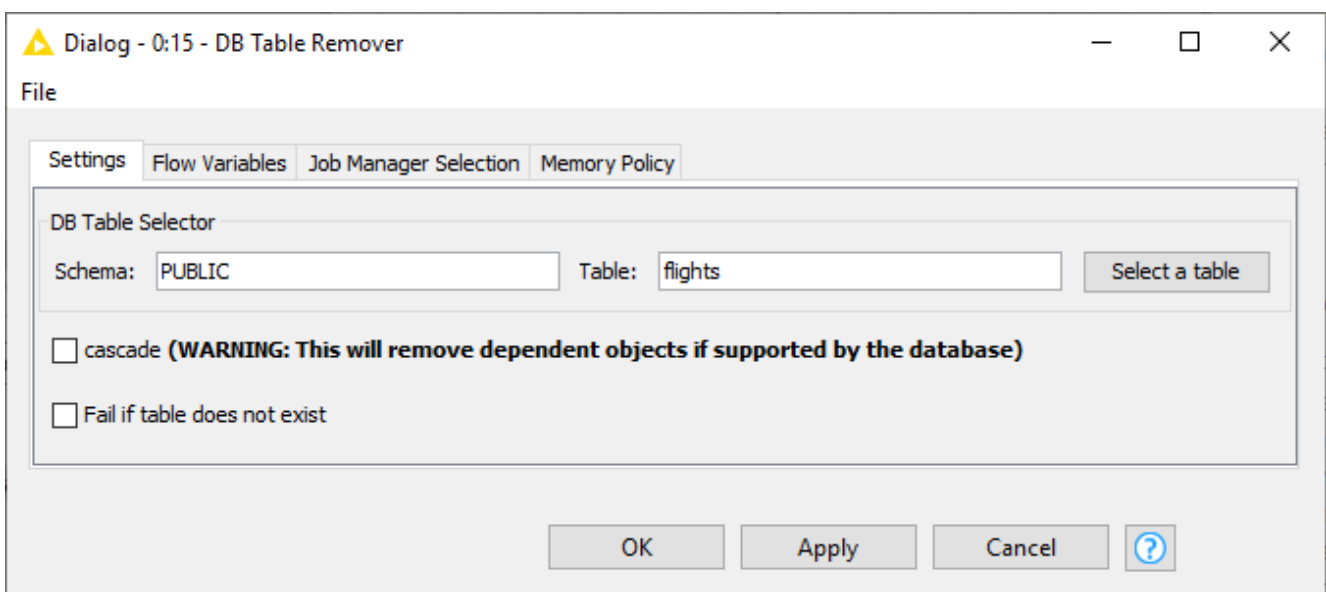 Dialog - 0:15 - DB Table Remover
File
Settings Flow Variables Job Manager Selection Memory Policy
DB Table Selector
Schema: PUBLIC Table: flights Select a table
cascade (WARNING: This will remove dependent objects if supported by the database)
Fail if table does not exist
OK Apply Cancel ?